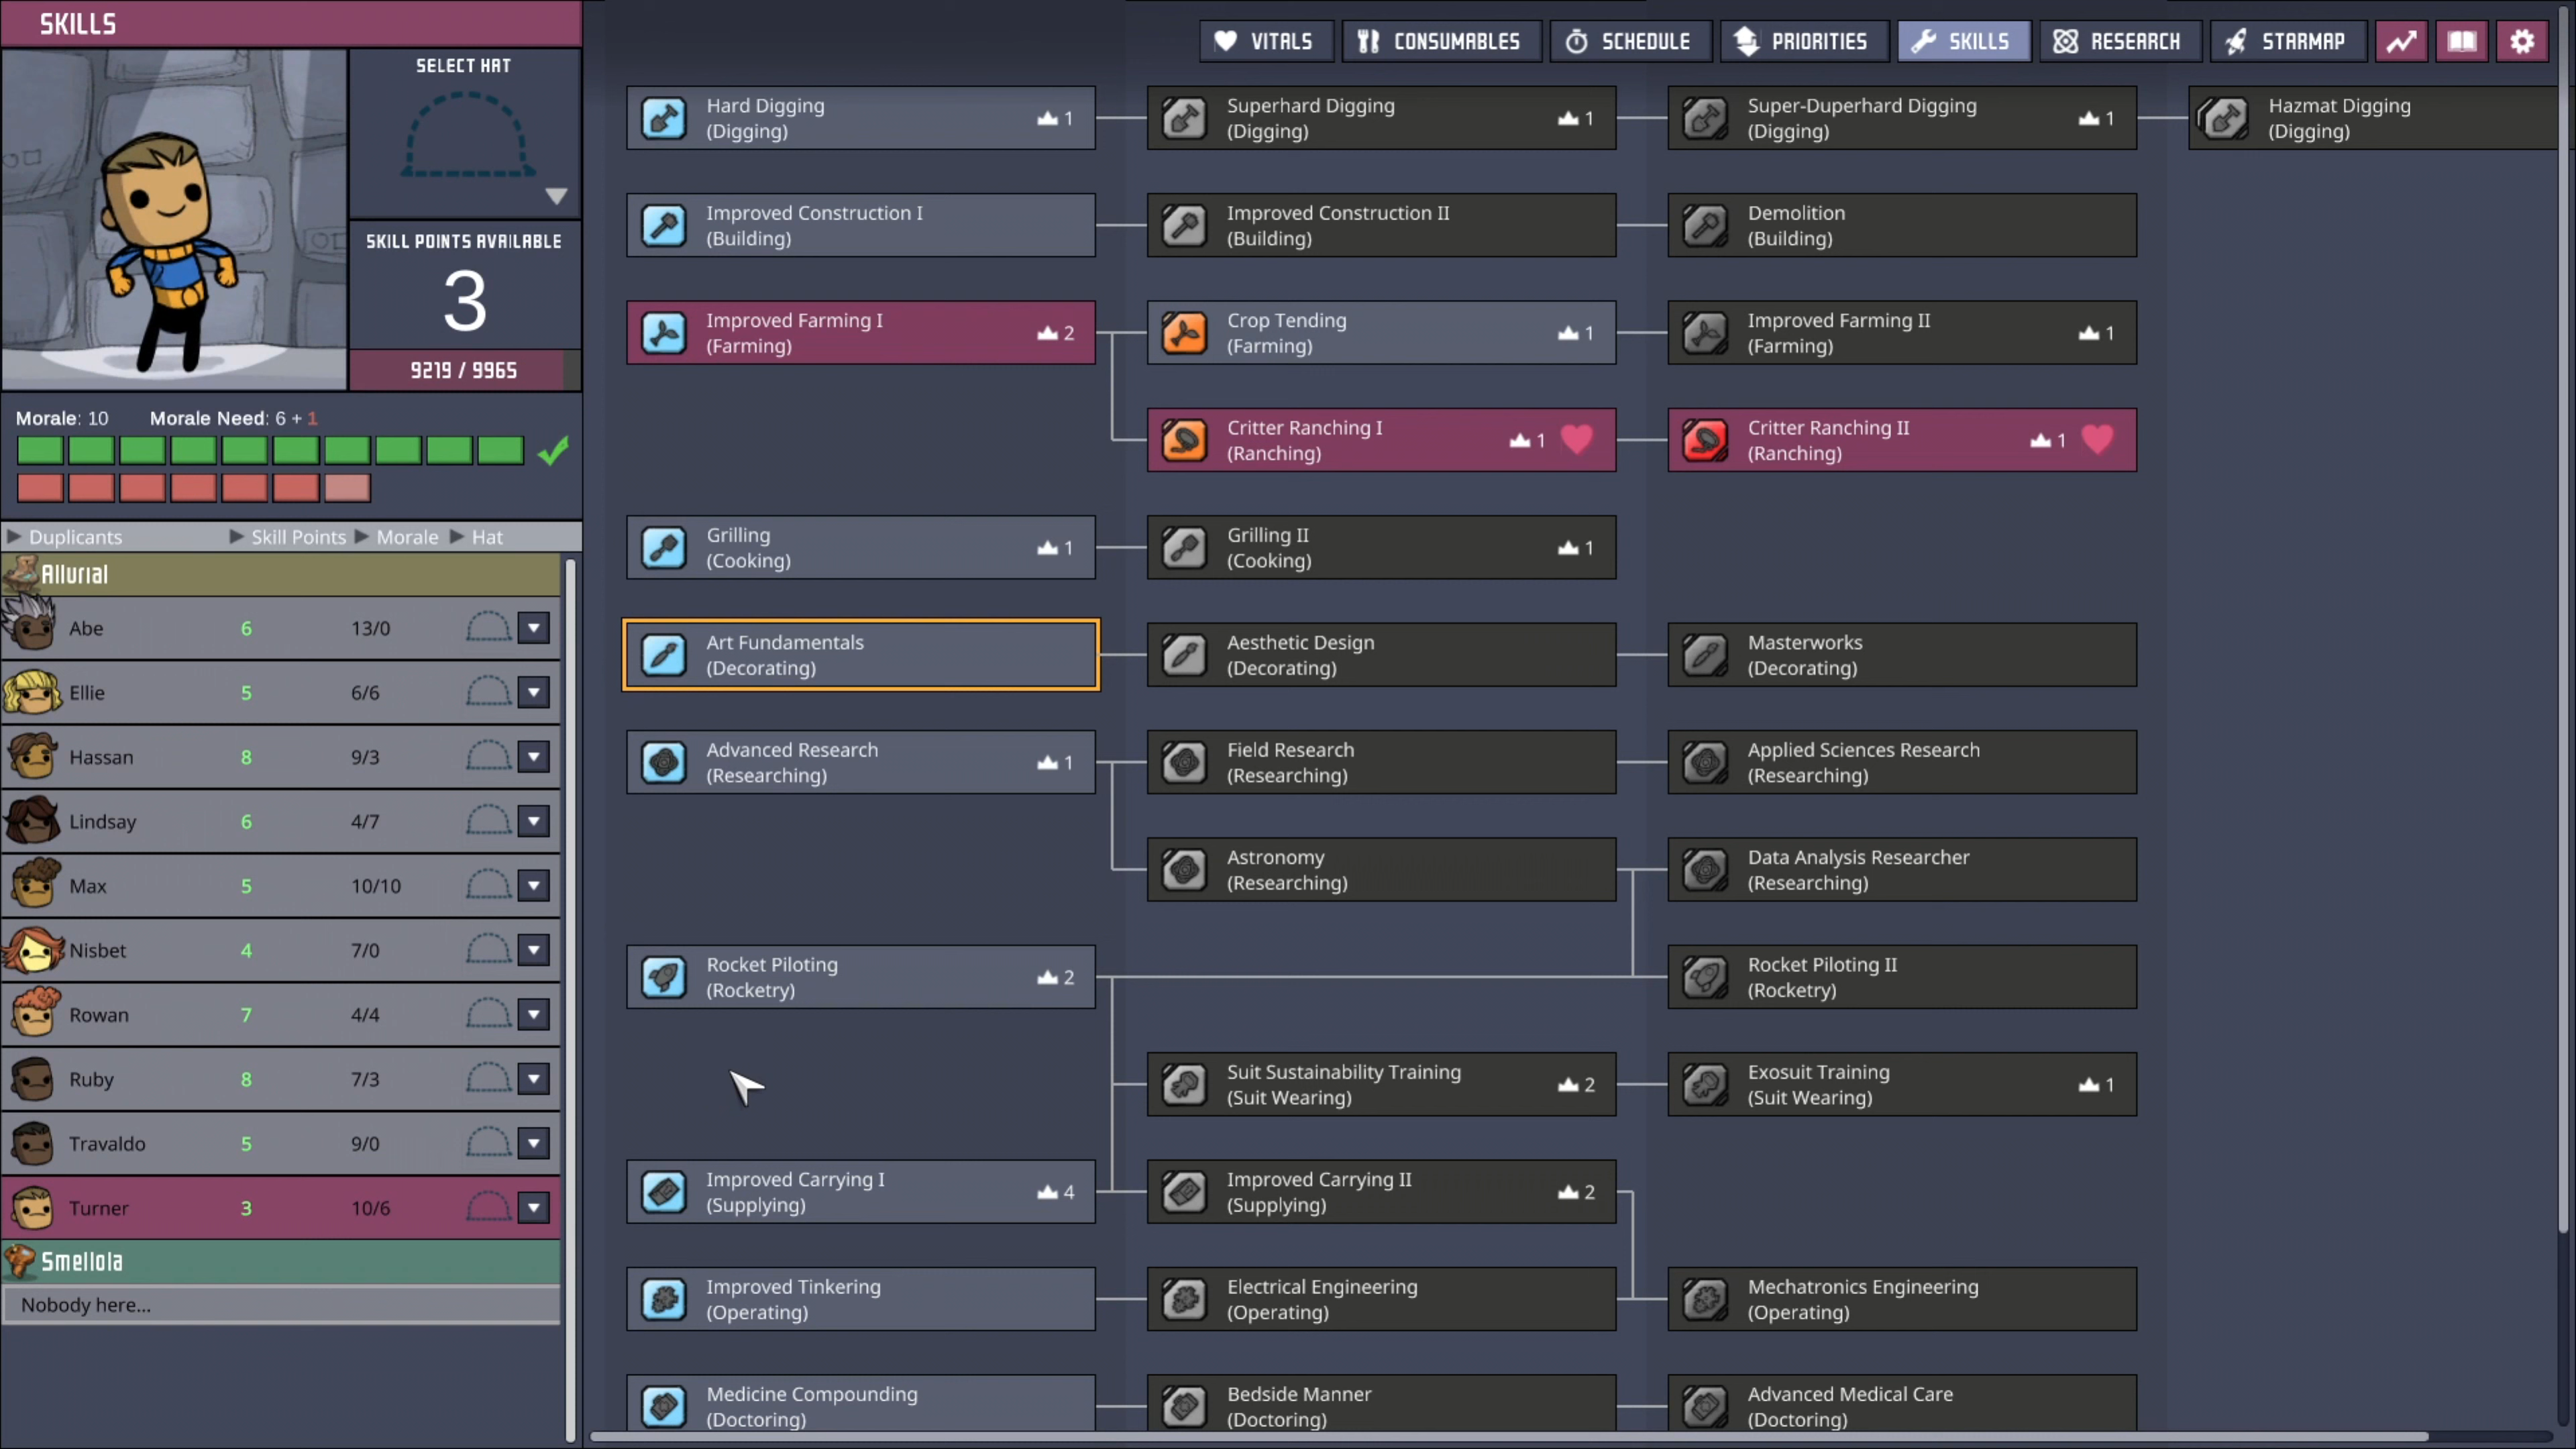 SKILLS
VITALS
CONSUMABLES
SCHEDULE
PRIORITIES
SKILLS
RESEARCH
STARMAP
SELECT HAT
SKILL POINTS AVAILABLE
3
9219 / 9965
Morale: 10 Morale Need: 6 + 1
Duplicants Skill Points Morale Hat
Allurial
Abe 6 13/0
Ellie 5 6/6
Hassan 8 9/3
Lindsay 6 4/7
Max 5 10/10
Nisbet 4 7/0
Rowan 7 4/4
Ruby 8 7/3
Travaldo 5 9/0
Turner 3 10/6
Smellola
Nobody here...
Hard Digging
(Digging)
1
Superhard Digging
(Digging)
1
Super-Duperhard Digging
(Digging)
1
Hazmat Digging
(Digging)
Improved Construction I
(Building)
Improved Construction II
(Building)
Demolition
(Building)
Improved Farming I
(Farming)
2
Crop Tending
(Farming)
1
Improved Farming II
(Farming)
1
Critter Ranching I
(Ranching)
1
Critter Ranching II
(Ranching)
1
Grilling
(Cooking)
1
Grilling II
(Cooking)
1
Art Fundamentals
(Decorating)
Aesthetic Design
(Decorating)
Masterworks
(Decorating)
Advanced Research
(Researching)
1
Field Research
(Researching)
Applied Sciences Research
(Researching)
Astronomy
(Researching)
Data Analysis Researcher
(Researching)
Rocket Piloting
(Rocketry)
2
Rocket Piloting II
(Rocketry)
Suit Sustainability Training
(Suit Wearing)
2
Exosuit Training
(Suit Wearing)
1
Improved Carrying I
(Supplying)
4
Improved Carrying II
(Supplying)
2
Improved Tinkering
(Operating)
Electrical Engineering
(Operating)
Mechatronics Engineering
(Operating)
Medicine Compounding
(Doctoring)
Bedside Manner
(Doctoring)
Advanced Medical Care
(Doctoring)